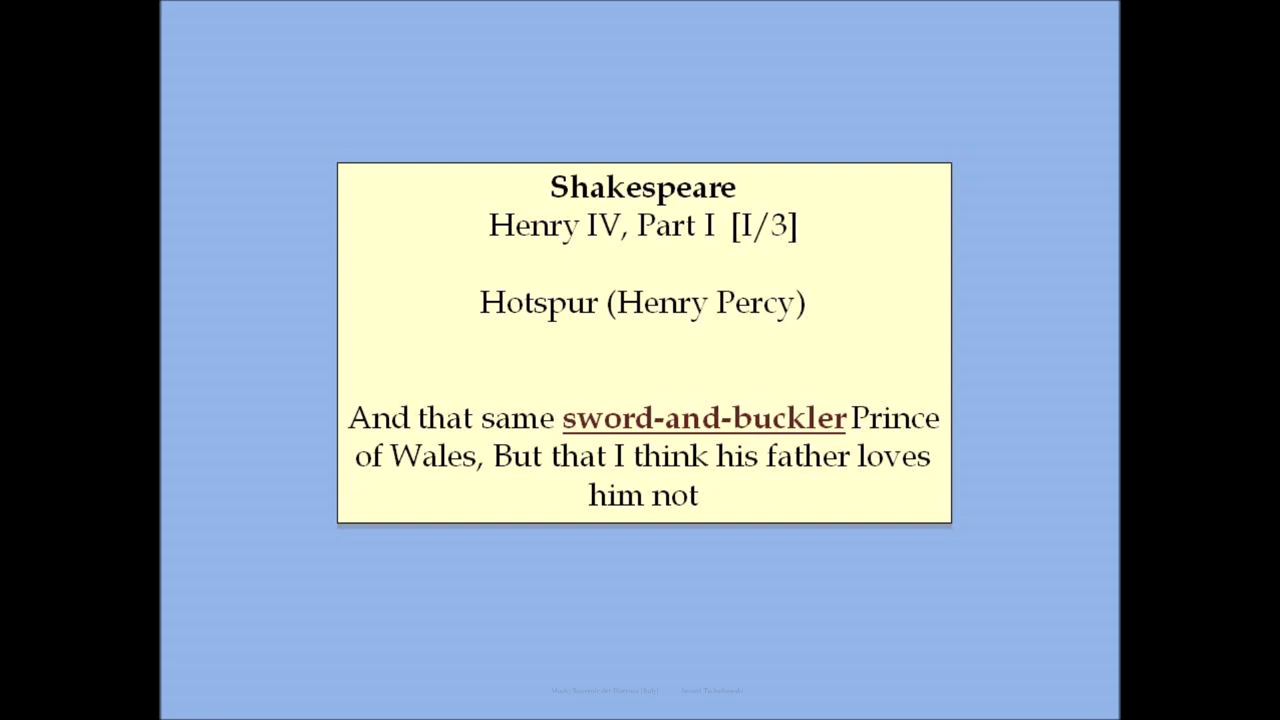 Shakespeare
Henry IV, Part I [I/3]
Hotspur (Henry Percy)
And that same sword-and-buckler Prince
of Wales, But that I think his father loves
him not